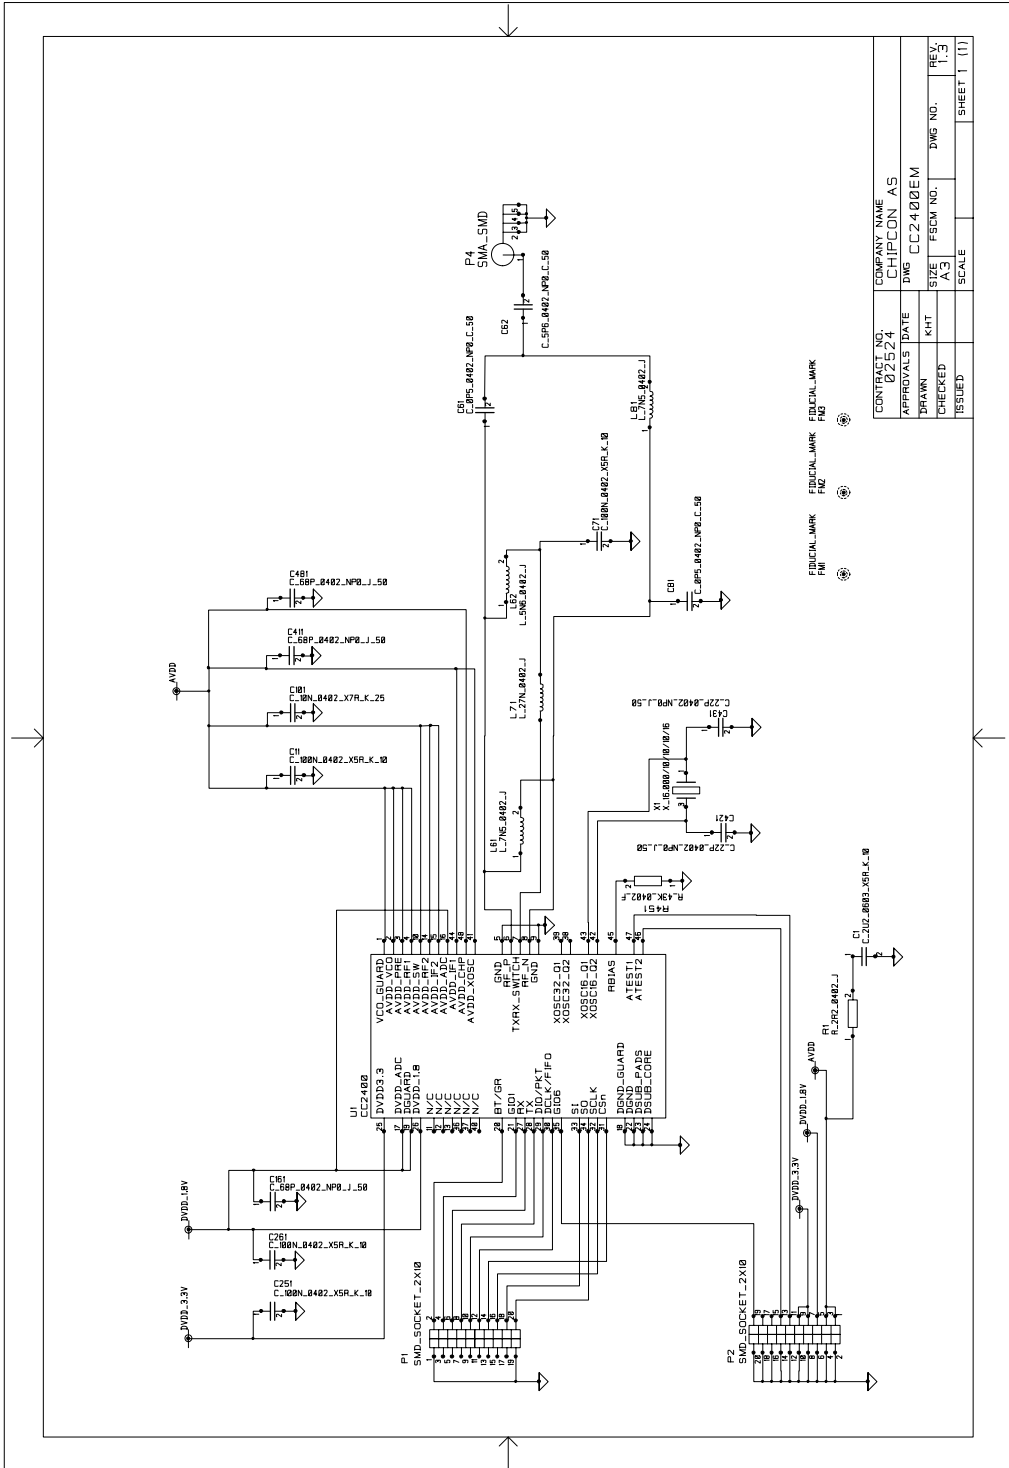 CONTRACT NO.
02524
COMPANY NAME
CHIPCON AS
APPROVALS
DATE
DWG
CC2400EM
DRAWN
KHT
CHECKED
ISSUED
SIZE
A3
FSCM NO.
DWG NO.
REV.
1.3
SCALE
SHEET 1 (1)
P4
SMA_SMD
C62
C_5P6_0402_NP0_C_50
C61
C_0P5_0402_NP0_C_50
L81
L_7N5_0402_J
C71
C_100N_0402_X5R_K_10
C81
C_0P5_0402_NP0_C_50
L62
L_5N6_0402_J
L71
L_27N_0402_J
L61
L_7N5_0402_J
FIDUCIAL_MARK
FM3
FIDUCIAL_MARK
FM2
FIDUCIAL_MARK
FM1
AVDD
C481
C_68P_0402_NP0_J_50
C411
C_68P_0402_NP0_J_50
C101
C_10N_0402_X7R_25
C11
C_100N_0402_X5R_K_10
C431
C_22P_0402_NP0_J_50
X1
X_16.000/10/10/10/16
C421
C_22P_0402_NP0_J_50
R451
R_43K_0402_F
C1
C_2U2_0603_X5R_K_10
R1
R_2R2_0402_J
AVDD
DVDD_1.8V
DVDD_3.3V
U1
CC2400
VCO_GUARD
AVDD_VCO
AVDD_PRE
AVDD_RF1
AVDD_SW
AVDD_RF2
AVDD_IF2
AVDD_ADC
AVDD_IF1
AVDD_CHP
AVDD_XOSC
GND
RF_P
TXRX_SWITCH
RF_N
GND
XOSC32_Q1
XOSC32_Q2
XOSC16_Q1
XOSC16_Q2
RBIAS
ATEST1
ATEST2
DVDD3.3
DVDD_ADC
DGUARD
DVDD_1.8
N/C
N/C
N/C
N/C
N/C
N/C
BT/GR
GIO1
RX
TX
DIO/PKT
DCLK/FIFO
GIO6
SI
SO
SCLK
CSn
DGND_GUARD
DGND
DSUB_PADS
DSUB_CORE
DVDD_1.8V
C161
C_68P_0402_NP0_J_50
C261
C_100N_0402_X5R_K_10
C251
C_100N_0402_X5R_K_10
DVDD_3.3V
P1
SMD_SOCKET_2X10
P2
SMD_SOCKET_2X10